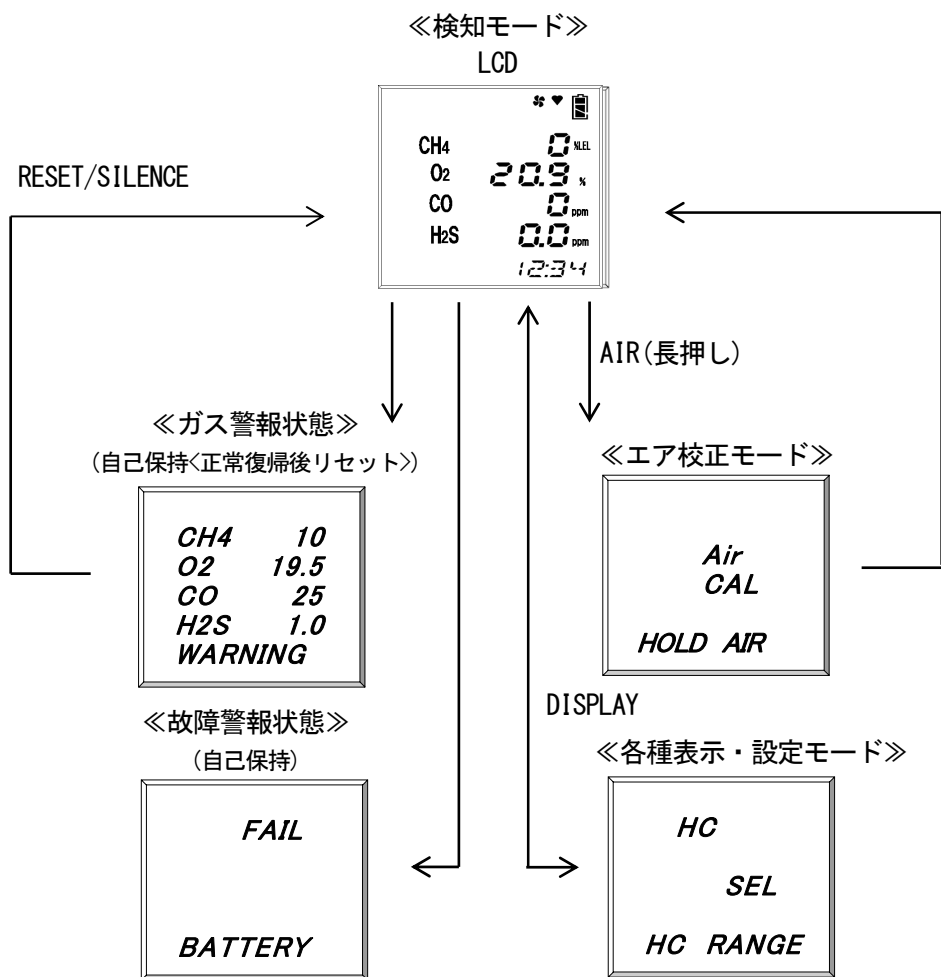 ≪検知モード≫
LCD
CH4 0 %LEL
O2 20.9 %
CO 0 ppm
H2S 0.0 ppm
12:34
RESET/SILENCE
AIR(長押し)
≪ガス警報状態≫
(自己保持<正常復帰後リセット>)
CH4 10
O2 19.5
CO 25
H2S 1.0
WARNING
≪エア校正モード≫
Air
CAL
HOLD AIR
≪故障警報状態≫
(自己保持)
FAIL
BATTERY
DISPLAY
≪各種表示・設定モード≫
HC
SEL
HC RANGE